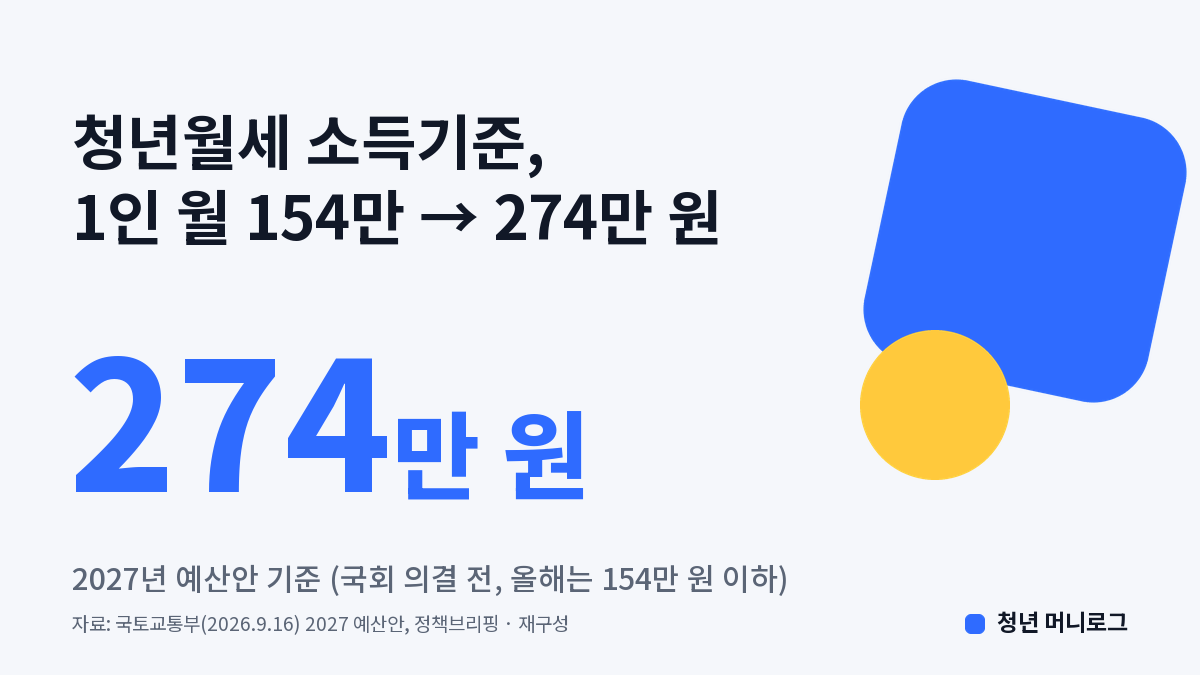 청년월세 소득기준,
1인 월 154만 → 274만 원
274만 원
2027년 예산안 기준 (국회 의결 전, 올해는 154만 원 이하)
자료: 국토교통부(2026.9.16) 2027 예산안, 정책브리핑 · 재구성
청년 머니로그